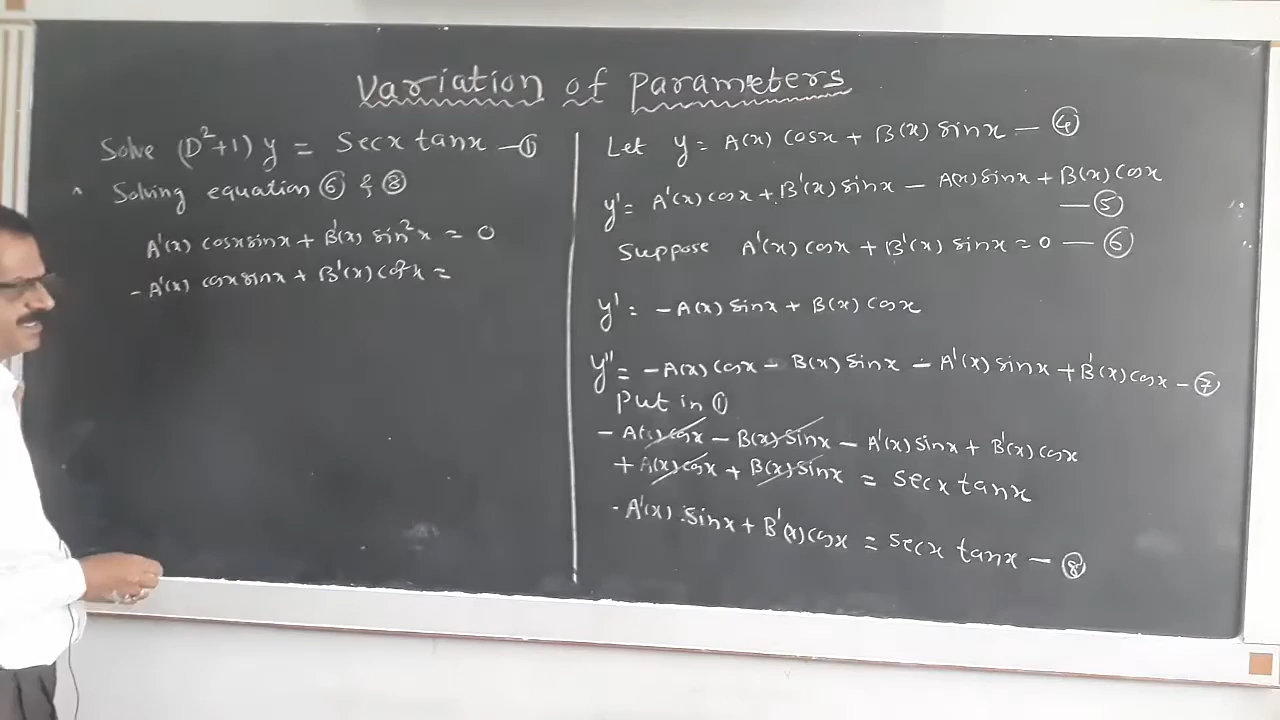 Variation of Parameters
Solve (D²+1) y = Secx tanx —①
Solving equation ⑥ & ⑧
A'(x) cosx sinx + B'(x) sin²x = 0
- A'(x) cosx sinx + B'(x) cos²x =
Let y = A(x) cosx + B(x) sinx — ④
y' = A'(x) cosx + B'(x) sinx - A(x) sinx + B(x) cosx
— ⑤
Suppose A'(x) cosx + B'(x) sinx = 0 — ⑥
y' = -A(x) sinx + B(x) cosx
y'' = -A(x) cosx - B(x) sinx - A'(x) sinx + B'(x) cosx - ⑦
Put in ①
- A(x) cosx - B(x) sinx - A'(x) sinx + B'(x) cosx
+ A(x) cosx + B(x) sinx = secx tanx
- A'(x) sinx + B'(x) cosx = secx tanx — ⑧